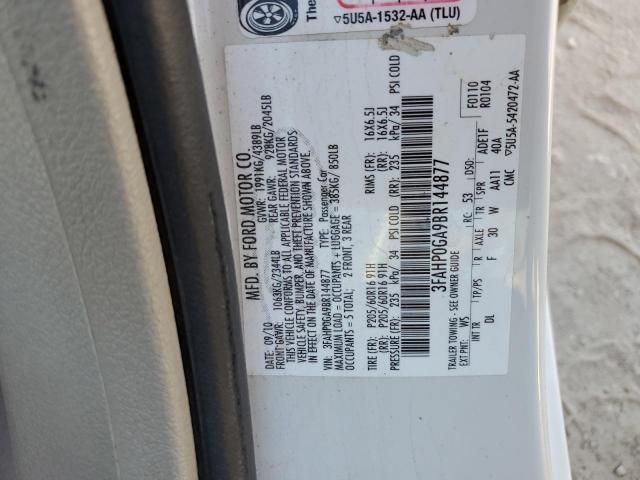 The
5U5A-1532-AA (TLU)
MFD. BY FORD MOTOR CO.
DATE: 09/10 GVWR: 1991KG/4389LB
FRONT GAWR: 1063KG/2344LB REAR GAWR: 928KG/2045LB
THIS VEHICLE CONFORMS TO ALL APPLICABLE FEDERAL MOTOR
VEHICLE SAFETY, BUMPER, AND THEFT PREVENTION STANDARDS
IN EFFECT ON THE DATE OF MANUFACTURE SHOWN ABOVE.
VIN: 3FAHP0GA9BR144877 TYPE: Passenger Car
MAXIMUM LOAD = OCCUPANTS + LUGGAGE = 385KG/ 850LB
OCCUPANTS = 5 TOTAL; 2 FRONT, 3 REAR
TIRE (FR): P205/60R16 91H RIMS (FR): 16X6.5J
(RR): P205/60R16 91H (RR): 16X6.5J
PRESSURE (FR): 235 kPa/ 34 PSI COLD (RR): 235 kPa/ 34 PSI COLD
3FAHP0GA9BR144877
TRAILER TOWING - SEE OWNER GUIDE F0110
EXT PNT: WS RC: 53 DSO: R0104
INT TR TP/PS R AXLE TR SPR ADE1F
DL F 30 W AA11 40A
CMC 5U5A-5420472-AA